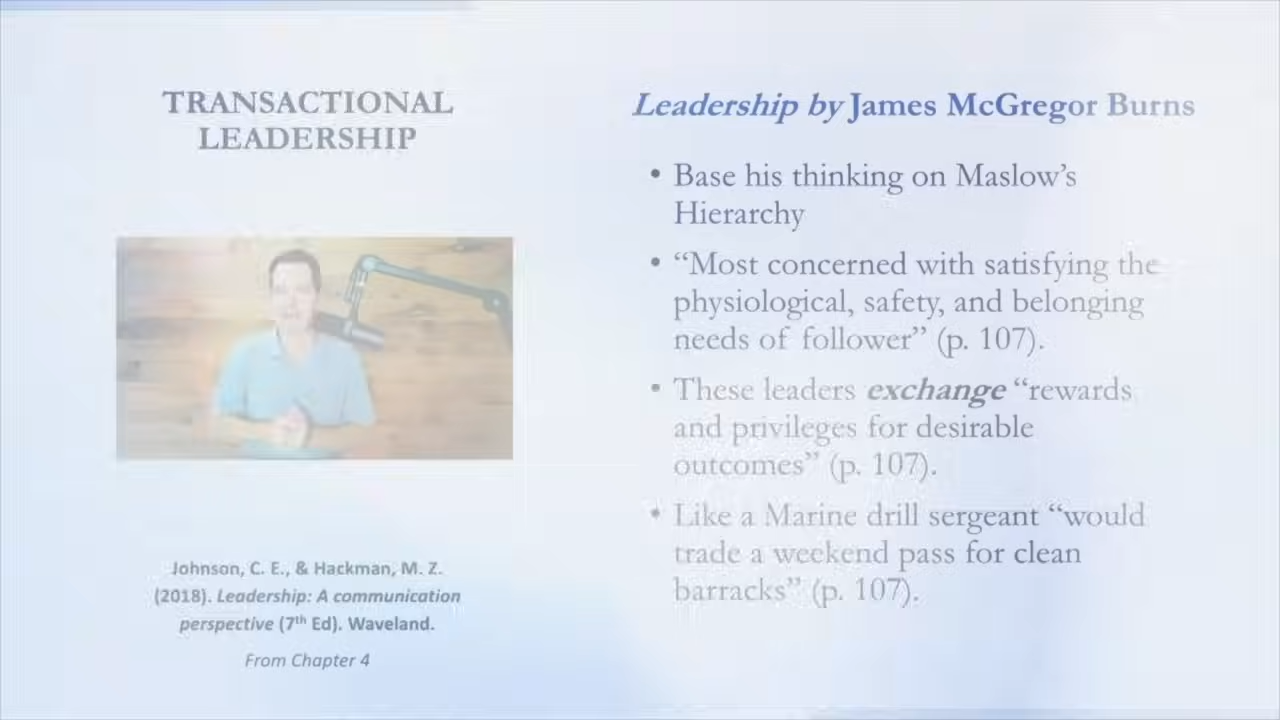 TRANSACTIONAL
LEADERSHIP
Johnson, C. E., & Hackman, M. Z.
(2018). Leadership: A communication
perspective (7th Ed). Waveland.
From Chapter 4
Leadership by James McGregor Burns
• Base his thinking on Maslow’s
Hierarchy
• “Most concerned with satisfying the
physiological, safety, and belonging
needs of follower” (p. 107).
• These leaders exchange “rewards
and privileges for desirable
outcomes” (p. 107).
• Like a Marine drill sergeant “would
trade a weekend pass for clean
barracks” (p. 107).